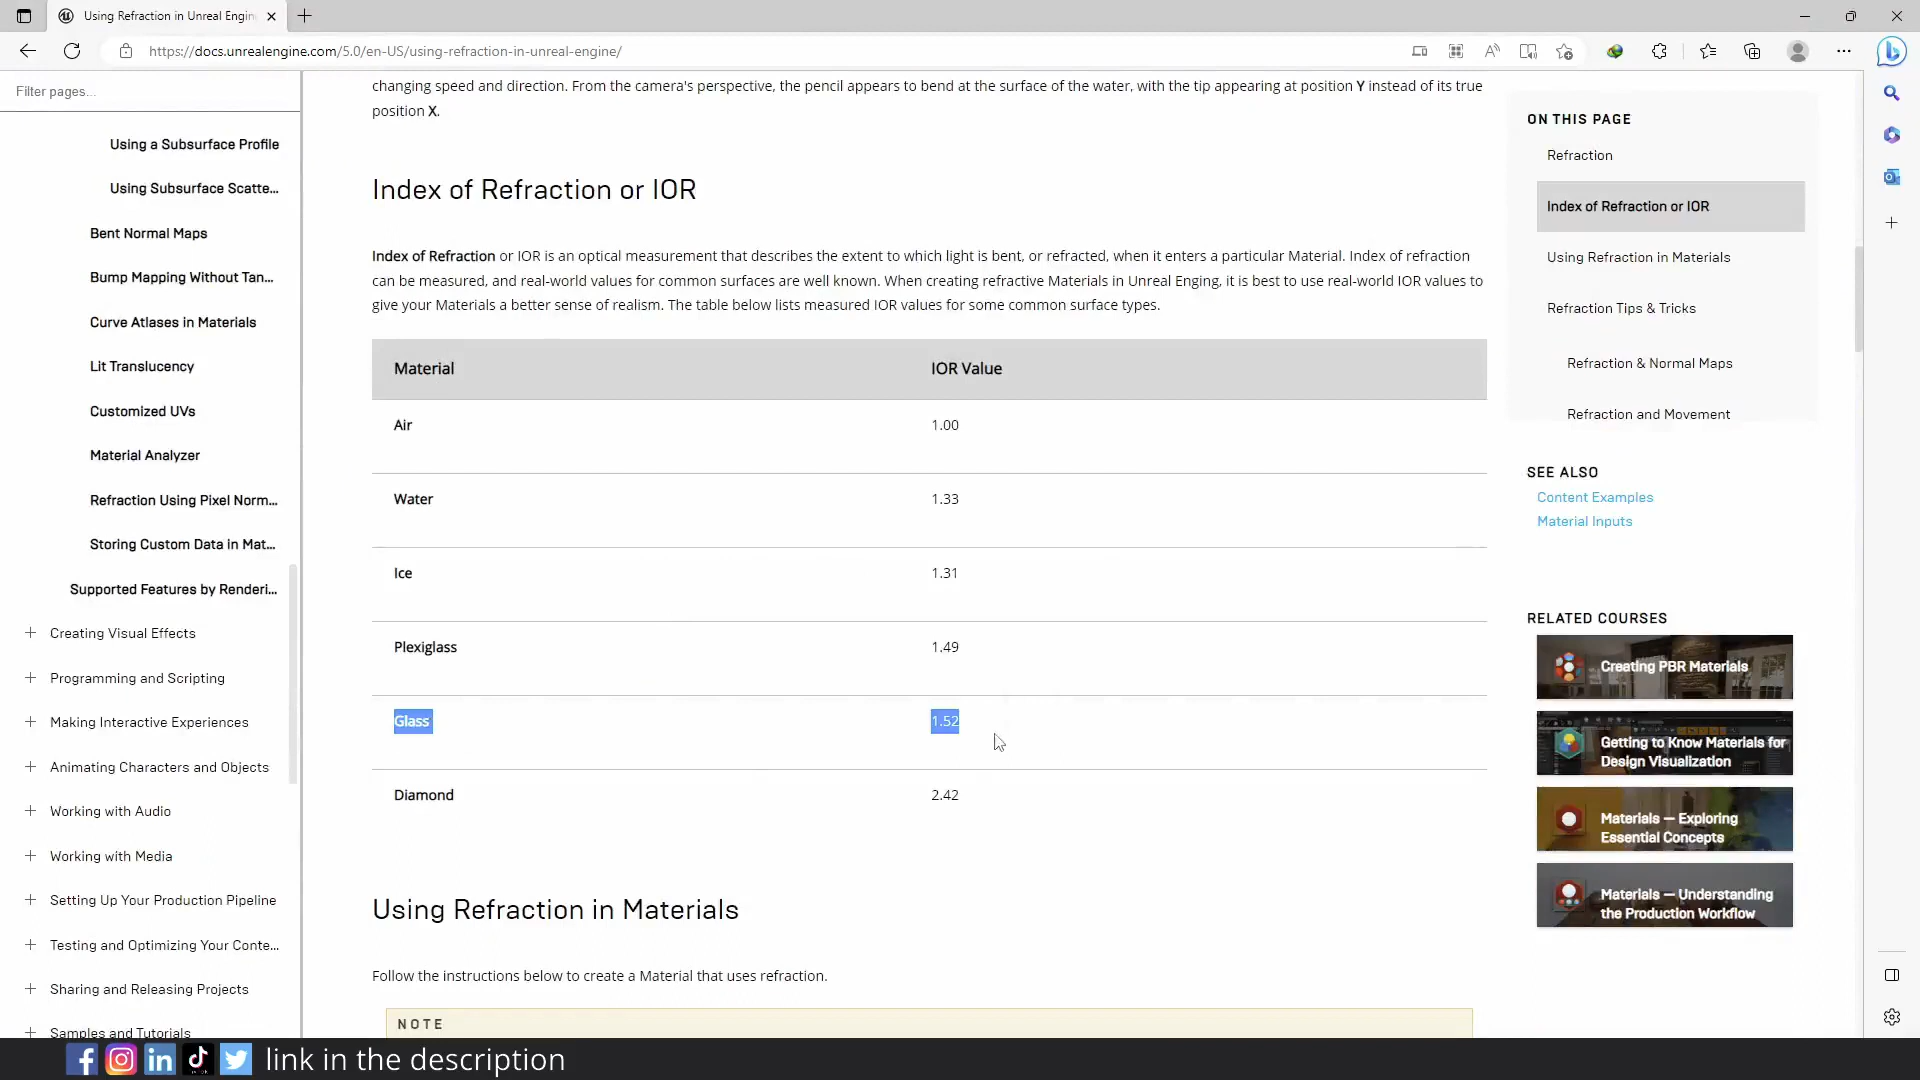 Using Refraction in Unreal Engin
https://docs.unrealengine.com/5.0/en-US/using-refraction-in-unreal-engine/
Filter pages...
Using a Subsurface Profile
Using Subsurface Scatte...
Bent Normal Maps
Bump Mapping Without Tan...
Curve Atlases in Materials
Lit Translucency
Customized UVs
Material Analyzer
Refraction Using Pixel Norm...
Storing Custom Data in Mat...
Supported Features by Renderi...
Creating Visual Effects
Programming and Scripting
Making Interactive Experiences
Animating Characters and Objects
Working with Audio
Working with Media
Setting Up Your Production Pipeline
Testing and Optimizing Your Conte...
Sharing and Releasing Projects
Samples and Tutorials
changing speed and direction. From the camera's perspective, the pencil appears to bend at the surface of the water, with the tip appearing at position Y instead of its true
position X.
Index of Refraction or IOR
Index of Refraction or IOR is an optical measurement that describes the extent to which light is bent, or refracted, when it enters a particular Material. Index of refraction
can be measured, and real-world values for common surfaces are well known. When creating refractive Materials in Unreal Enging, it is best to use real-world IOR values to
give your Materials a better sense of realism. The table below lists measured IOR values for some common surface types.
Material IOR Value
Air 1.00
Water 1.33
Ice 1.31
Plexiglass 1.49
Glass 1.52
Diamond 2.42
Using Refraction in Materials
Follow the instructions below to create a Material that uses refraction.
NOTE
ON THIS PAGE
Refraction
Index of Refraction or IOR
Using Refraction in Materials
Refraction Tips & Tricks
Refraction & Normal Maps
Refraction and Movement
SEE ALSO
Content Examples
Material Inputs
RELATED COURSES
Creating PBR Materials
Getting to Know Materials for
Design Visualization
Materials — Exploring
Essential Concepts
Materials — Understanding
the Production Workflow
link in the description